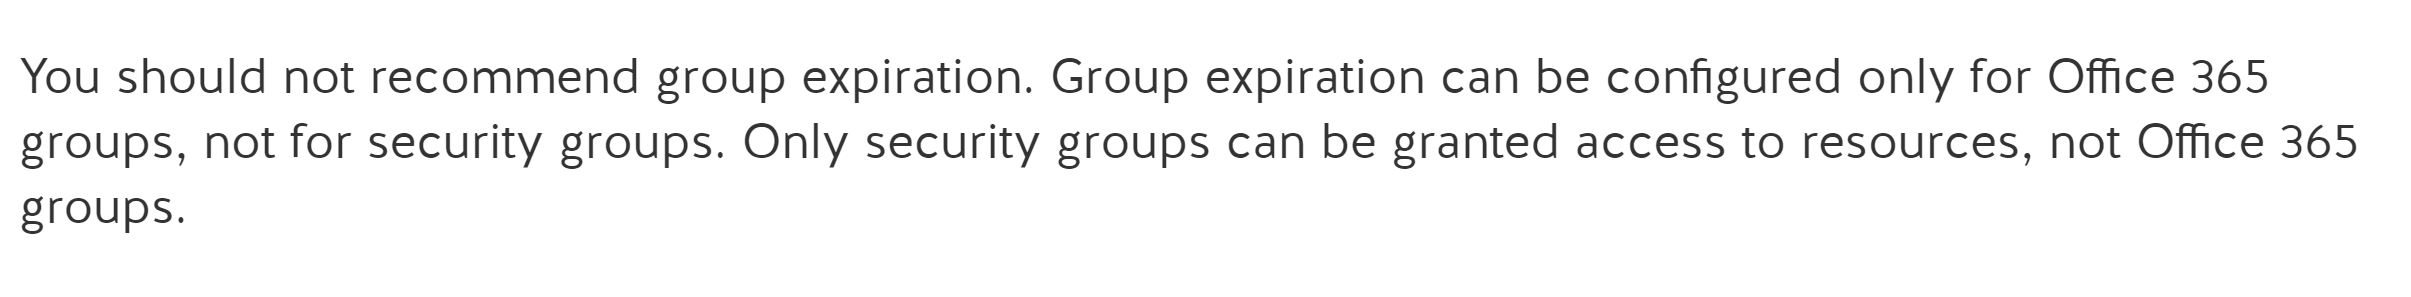 You should not recommend group expiration. Group expiration can be configured only for Office 365
groups, not for security groups. Only security groups can be granted access to resources, not Office 365
groups.